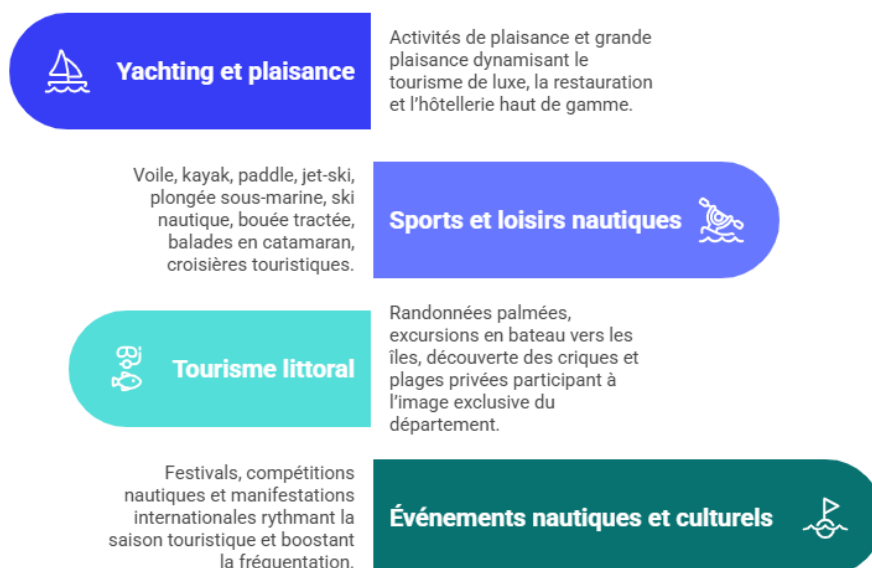 Yachting et plaisance
Activités de plaisance et grande
plaisance dynamisant le
tourisme de luxe, la restauration
et l’hôtellerie haut de gamme.
Voile, kayak, paddle, jet-ski,
plongée sous-marine, ski
nautique, bouée tractée,
balades en catamaran,
croisières touristiques.
Sports et loisirs nautiques
Tourisme littoral
Randonnées palmées,
excursions en bateau vers les
îles, découverte des criques et
plages privées participant à
l’image exclusive du
département.
Festivals, compétitions
nautiques et manifestations
internationales rythmant la
saison touristique et boostant
la fréquentation.
Événements nautiques et culturels